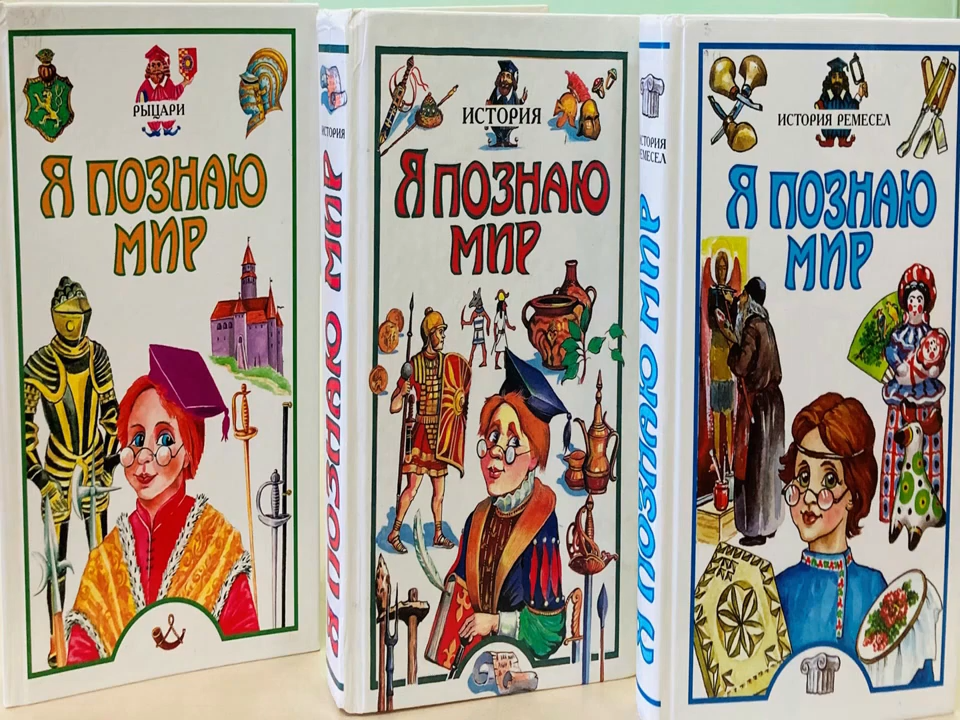 РЫЦАРИ
Я ПОЗНАЮ
МИР
ИСТОРИЯ
Я ПОЗНАЮ МИР
ИСТОРИЯ
Я ПОЗНАЮ
МИР
ИСТОРИЯ
РЕМЕСЕЛ
Я ПОЗНАЮ МИР
ИСТОРИЯ РЕМЕСЕЛ
Я ПОЗНАЮ
МИР